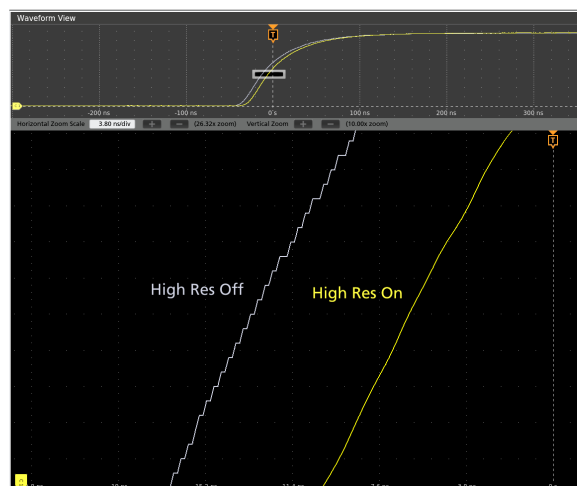 Waveform View
T
-200 ns -100 ns 0 s 100 ns 200 ns 300 ns
Horizontal Zoom Scale 3.80 ns/div + − (26.32x zoom) Vertical Zoom + − (10.00x zoom)
T
High Res Off
High Res On